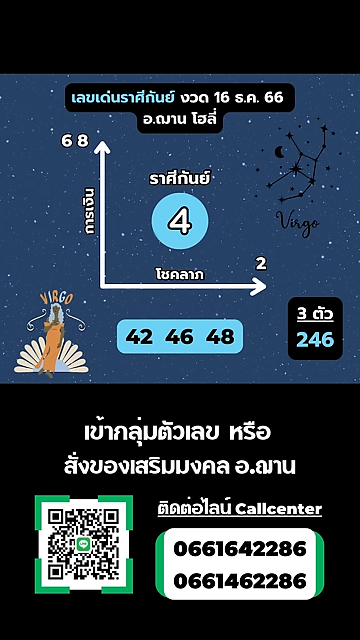 เลขเด่นราศีกันย์ งวด 16 ธ.ค. 66
อ.ฌาน โฮลี่
6 8
ราศีกันย์
การเงิน
4
Virgo
โชคลาภ
2
VIRGO
42 46 48
3 ตัว
246
เข้ากลุ่มตัวเลข หรือ
สั่งของเสริมมงคล อ.ฌาน
ติดต่อไลน์ Callcenter
0661642286
0661462286
LINE